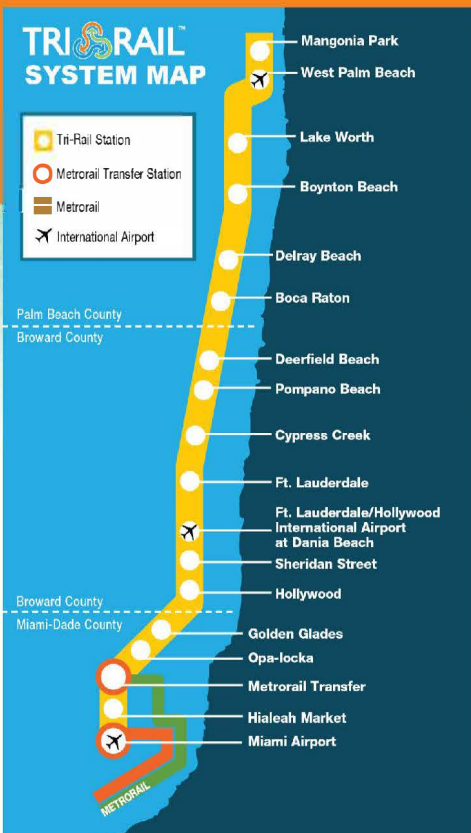 TRI RAIL™
SYSTEM MAP
Tri-Rail Station
Metrorail Transfer Station
Metrorail
International Airport
Mangonia Park
West Palm Beach
Lake Worth
Boynton Beach
Delray Beach
Boca Raton
Palm Beach County
Broward County
Deerfield Beach
Pompano Beach
Cypress Creek
Ft. Lauderdale
Ft. Lauderdale/Hollywood
International Airport
at Dania Beach
Sheridan Street
Hollywood
Broward County
Miami-Dade County
Golden Glades
Opa-locka
Metrorail Transfer
Hialeah Market
Miami Airport
METRORAIL